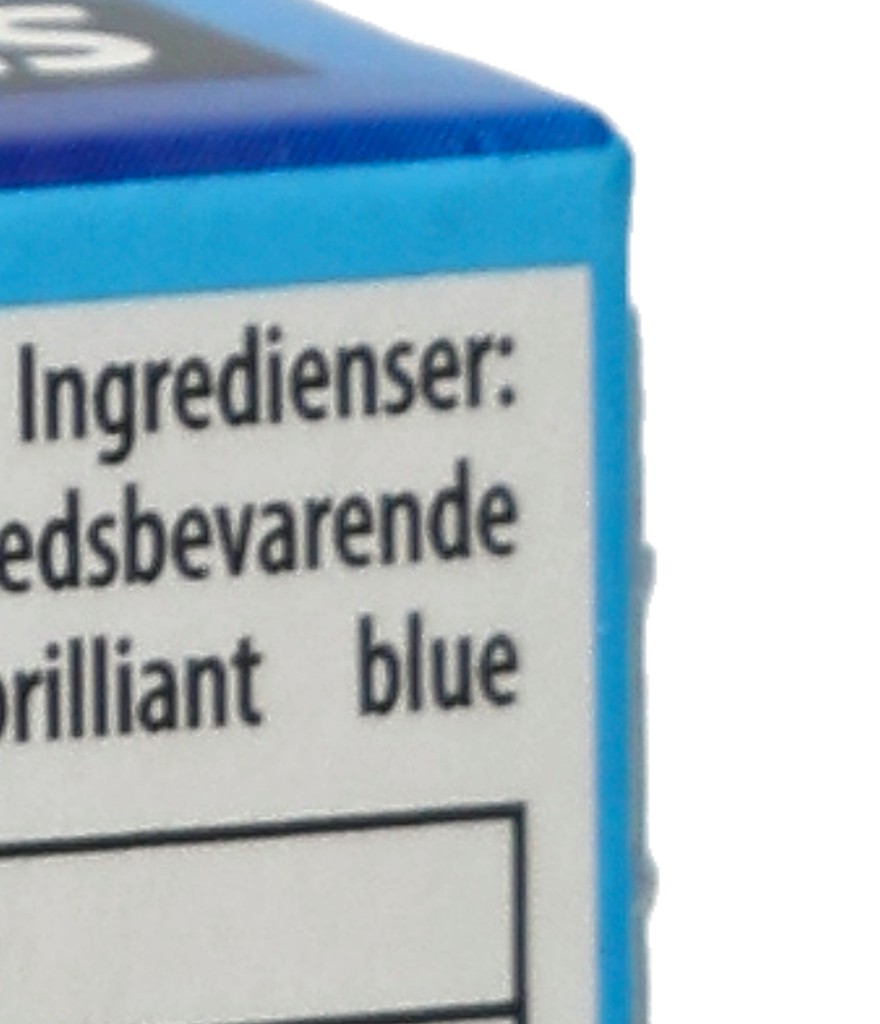 Ingredienser:
edsbevarende
brilliant blue